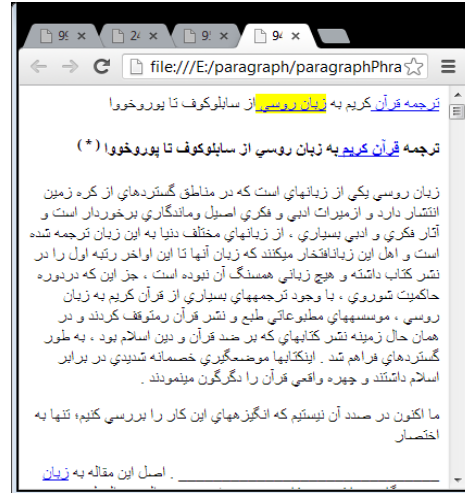 9٤ × 24 × 9! × 9٤ ×
file:///E:/paragraph/paragraphPhra
ترجمه قرآن كريم به زبان روسي از سابلوكوف تا پوروخووا
ترجمه قرآن كريم به زبان روسي از سابلوكوف تا پوروخووا ( * )
زبان روسي يكي از زبانهاي است كه در مناطق گستردهاي از كره زمين
انتشار دارد و ازميراث ادبي و فكري اصيل وماندگاري برخوردار است و
آثار فكري و ادبي بسياري ، از زبانهاي مختلف دنيا به اين زبان ترجمه شده
است و اهل اين زبانافتخار ميكنند كه زبان آنها تا اين اواخر رتبه اول را در
نشر كتاب داشته و هيچ زباني همسنگ آن نبوده است ، جز اين كه دردوره
حاكميت شوروي ، با وجود ترجمههاي بسياري از قرآن كريم به زبان
روسي ، موسسههاي مطبوعاتي طبع و نشر قرآن رمتوقف كردند و در
همان حال زمينه نشر كتابهاي كه بر ضد قرآن و دين اسلام بود ، به طور
گستردهاي فراهم شد . اينكتابها موضعگيري خصمانه شديدي در برابر
اسلام داشتند و چهره واقعي قرآن را دگرگون مينمودند .
ما اكنون در صدد آن نيستيم كه انگيزههاي اين كار را بررسي كنيم؛ تنها به
اختصار
ـ . اصل اين مقاله به زبان